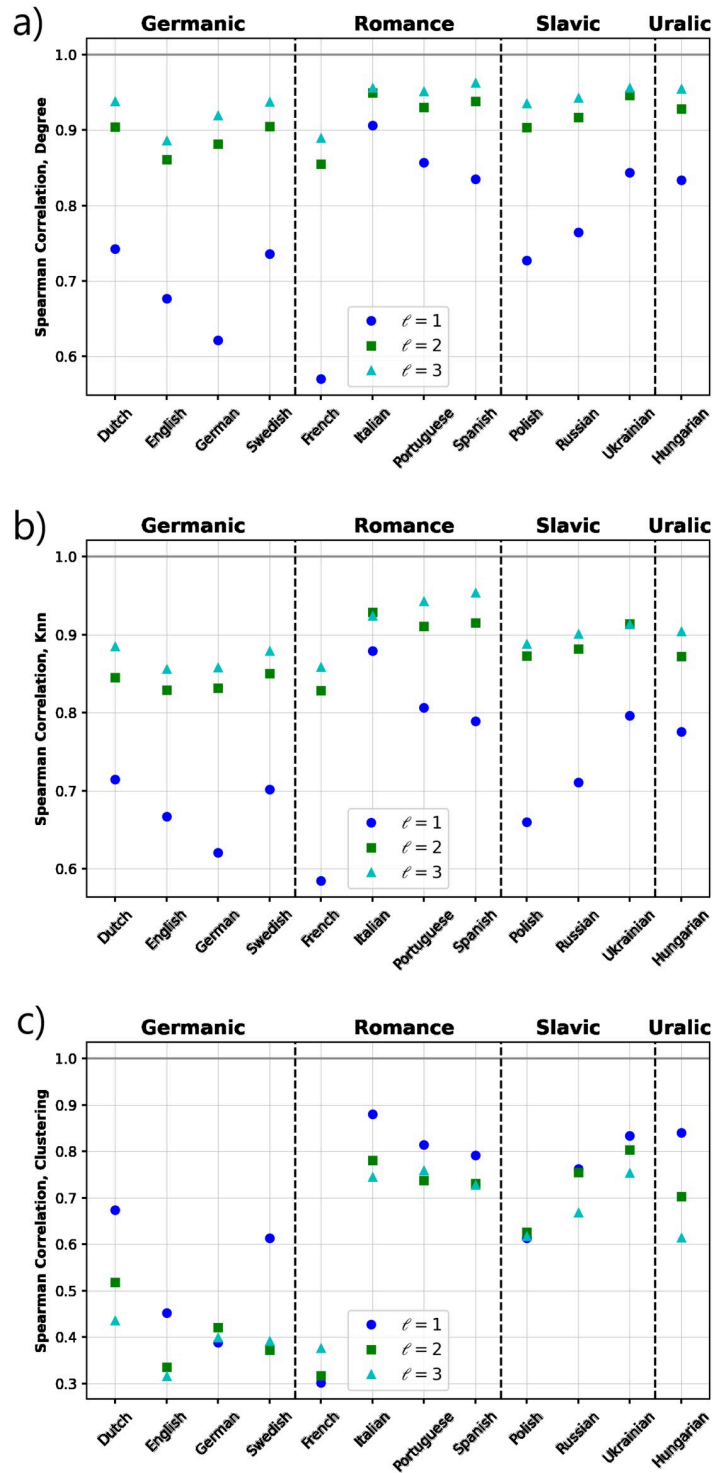 a)
Germanic Romance Slavic Uralic
Spearman Correlation, Degree
1.0
0.9
0.8
0.7
0.6
ℓ = 1
ℓ = 2
ℓ = 3
Dutch English German Swedish French Italian Portuguese Spanish Polish Russian Ukrainian Hungarian
b)
Germanic Romance Slavic Uralic
Spearman Correlation, Knn
1.0
0.9
0.8
0.7
0.6
ℓ = 1
ℓ = 2
ℓ = 3
Dutch English German Swedish French Italian Portuguese Spanish Polish Russian Ukrainian Hungarian
c)
Germanic Romance Slavic Uralic
Spearman Correlation, Clustering
1.0
0.9
0.8
0.7
0.6
0.5
0.4
0.3
ℓ = 1
ℓ = 2
ℓ = 3
Dutch English German Swedish French Italian Portuguese Spanish Polish Russian Ukrainian Hungarian